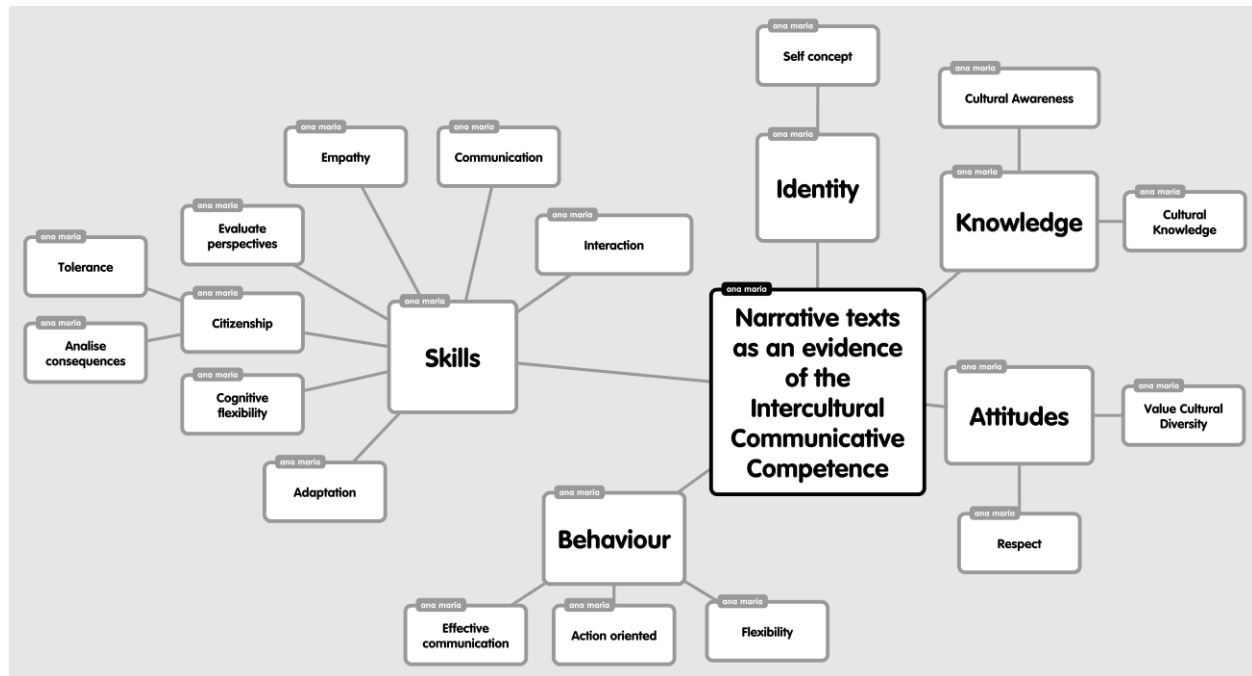 ana maria
Self concept
ana maria
Cultural Awareness
ana maria
Empathy
ana maria
Communication
ana maria
Identity
ana maria
Knowledge
ana maria
Cultural
Knowledge
ana maria
Evaluate
perspectives
ana maria
Interaction
ana maria
Tolerance
ana maria
Citizenship
ana maria
Analise
consequences
ana maria
Skills
ana maria
Narrative texts
as an evidence
of the
Intercultural
Communicative
Competence
ana maria
Cognitive
flexibility
ana maria
Attitudes
ana maria
Value Cultural
Diversity
ana maria
Adaptation
ana maria
Behaviour
ana maria
Respect
ana maria
Effective
communication
ana maria
Action oriented
ana maria
Flexibility